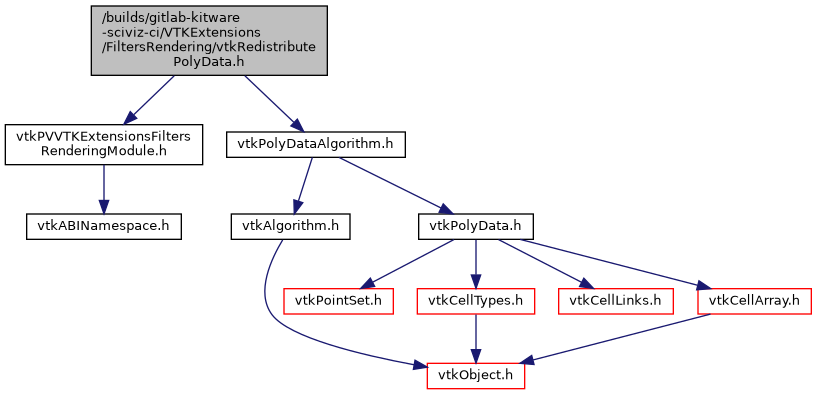 /builds/gitlab-kitware
-sciviz-ci/VTKExtensions
/FiltersRendering/vtkRedistribute
PolyData.h
vtkPVVTKExtensionsFilters
RenderingModule.h
vtkPolyDataAlgorithm.h
vtkABINamespace.h
vtkAlgorithm.h
vtkPolyData.h
vtkPointSet.h
vtkCellTypes.h
vtkCellLinks.h
vtkCellArray.h
vtkObject.h